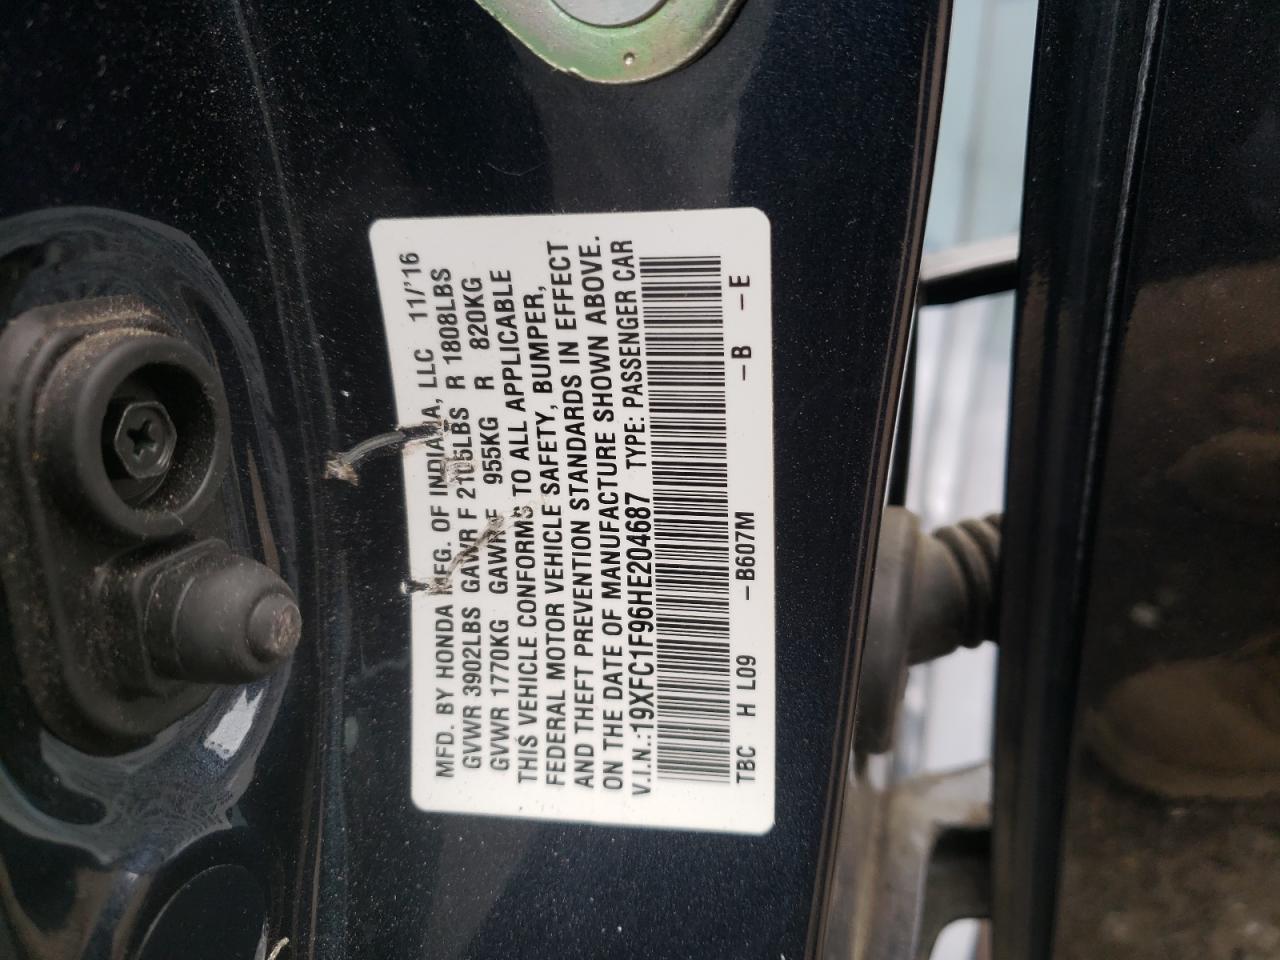 MFD. BY HONDA MFG. OF INDIANA, LLC 11/'16
GVWR 3902LBS GAWR F 2105LBS R 1808LBS
GVWR 1770KG GAWR F 955KG R 820KG
THIS VEHICLE CONFORMS TO ALL APPLICABLE
FEDERAL MOTOR VEHICLE SAFETY, BUMPER,
AND THEFT PREVENTION STANDARDS IN EFFECT
ON THE DATE OF MANUFACTURE SHOWN ABOVE.
V.I.N.:19XFC1F96HE204687 TYPE: PASSENGER CAR
TBC H L09 -B607M -B -E